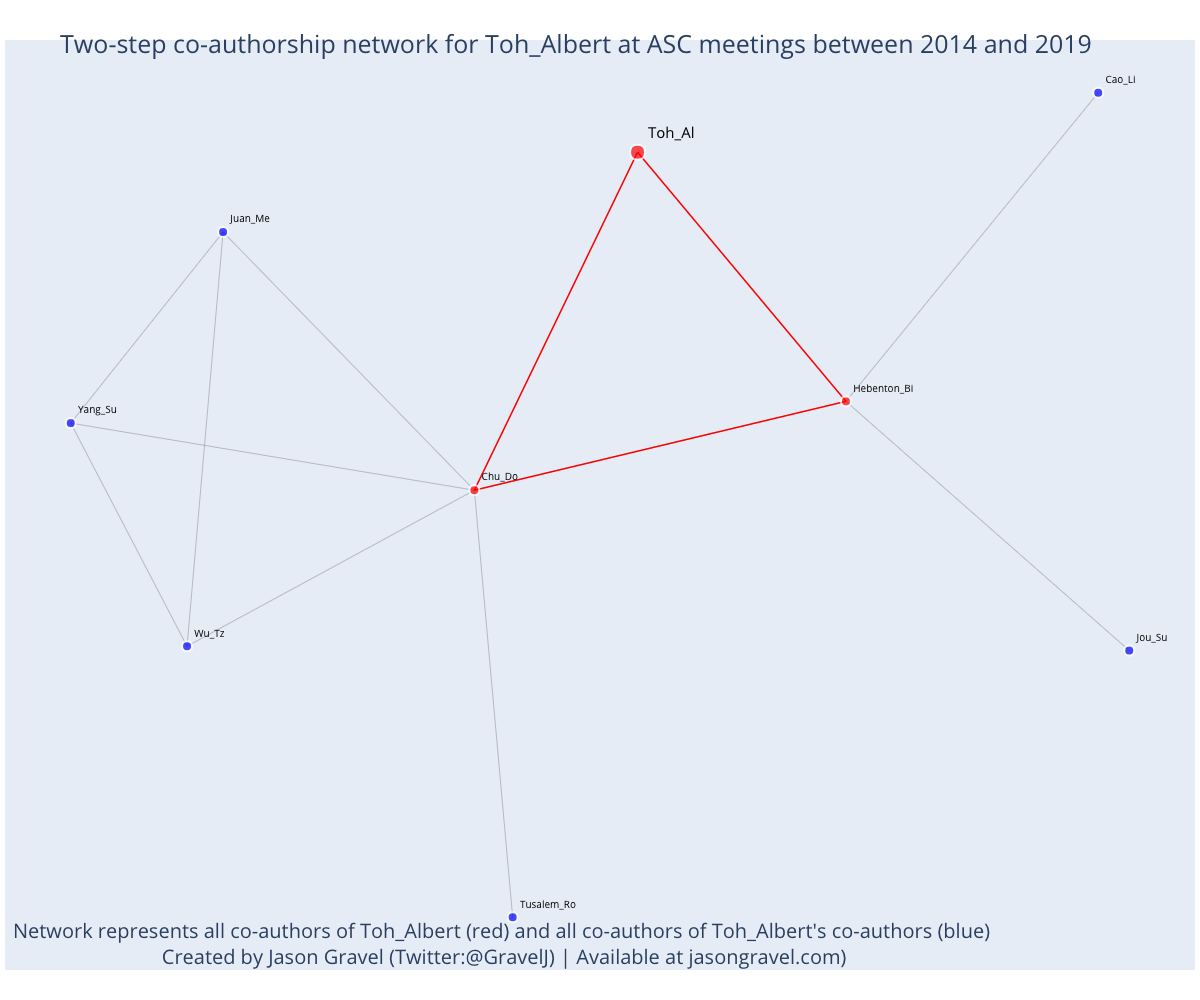 Two-step co-authorship network for Toh_Albert at ASC meetings between 2014 and 2019
Cao_Li
Toh_Al
Juan_Me
Hebenton_Bi
Yang_Su
Chu_Do
Wu_Tz
Jou_Su
Tusalem_Ro
Network represents all co-authors of Toh_Albert (red) and all co-authors of Toh_Albert's co-authors (blue)
Created by Jason Gravel (Twitter:@GravelJ) | Available at jasongravel.com)